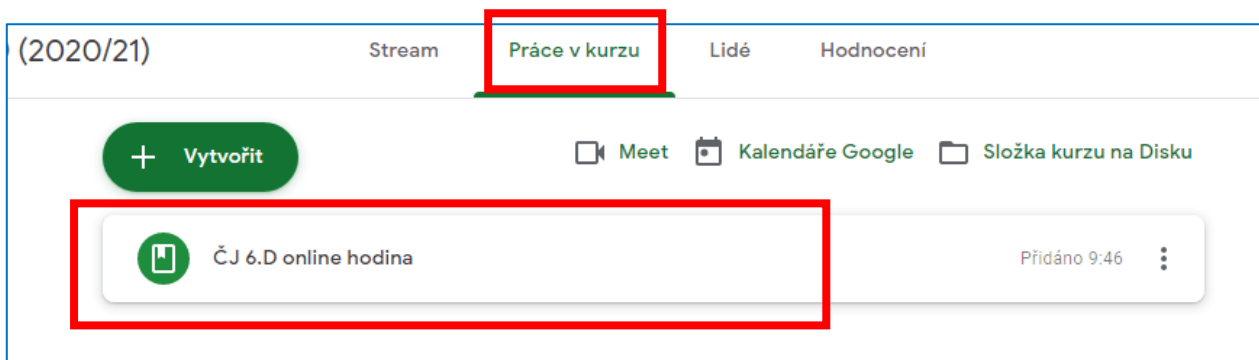 (2020/21) Stream Práce v kurzu Lidé Hodnocení
Vytvořit Meet Kalendáře Google Složka kurzu na Disku
ČJ 6.D online hodina Přidáno 9:46